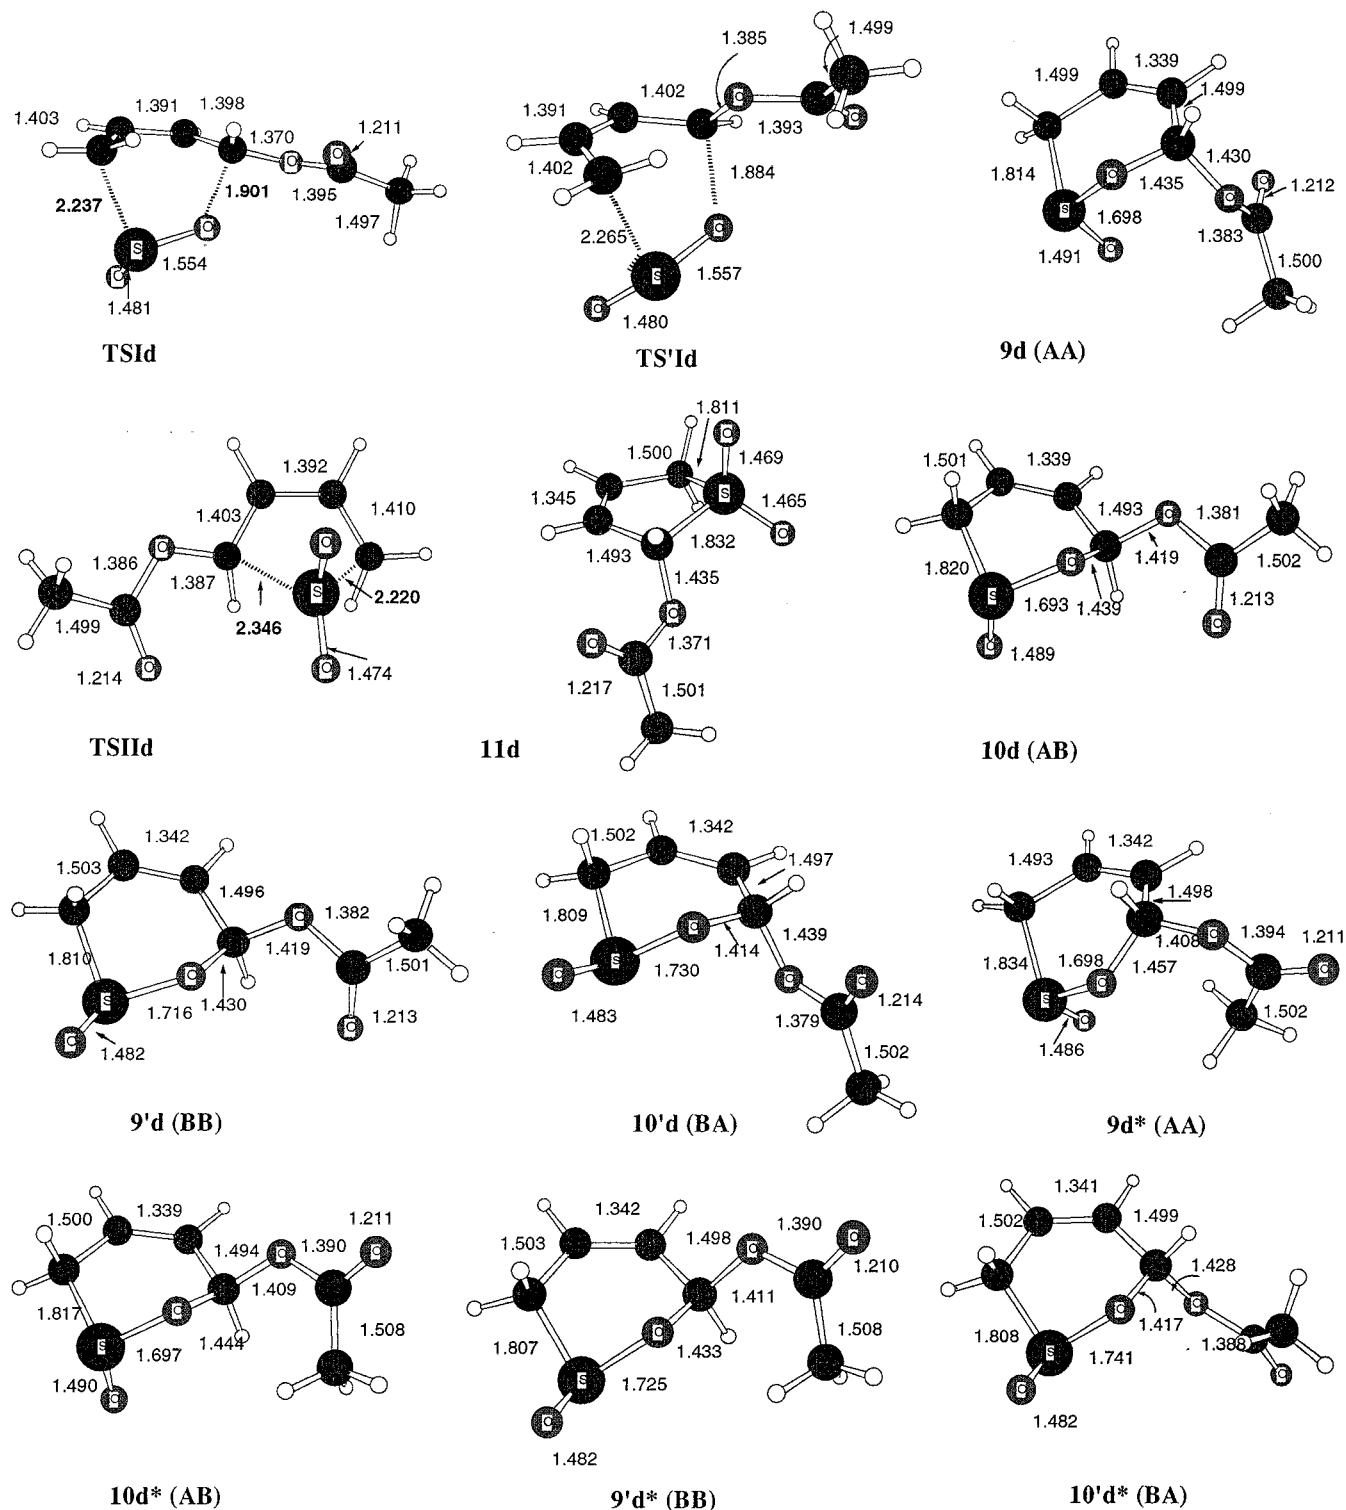 1.403
1.391
1.398
1.370
1.211
2.237
1.901
1.395
1.497
S
O
O
O
O
1.554
1.481
TSId
1.385
1.499
1.391
1.402
O
1.393
O
1.402
1.884
2.265
O
S
1.557
O
1.480
TS'Id
1.339
1.499
1.499
1.430
1.212
1.814
O
1.435
O
O
S
1.698
1.383
1.491
O
1.500
9d (AA)
1.392
1.403
1.410
1.386
O
1.387
O
S
2.220
1.499
2.346
1.214
O
O
1.474
TSIId
1.811
1.500
O
1.469
1.345
S
1.465
O
1.493
1.832
1.435
O
O
1.371
1.217
1.501
11d
1.501
1.339
1.493
O
1.381
1.820
O
1.419
1.502
S
1.693
1.439
1.213
O
O
1.489
10d (AB)
1.342
1.503
1.496
O
1.382
1.810
O
1.419
1.501
S
1.716
1.430
1.213
O
O
1.482
9'd (BB)
1.502
1.342
1.497
1.809
O
1.414
1.439
O
S
1.730
O
O
1.214
1.483
1.379
1.502
10'd (BA)
1.342
1.493
1.498
1.408
O
1.394
1.211
1.834
1.698
O
1.457
O
S
O
1.502
1.486
9d* (AA)
1.339
1.211
1.500
1.494
O
1.390
O
1.409
1.817
O
1.444
1.508
S
1.697
1.490
O
10d* (AB)
1.342
1.390
1.503
1.498
O
O
1.210
1.411
1.807
O
1.433
1.508
S
1.725
O
1.482
9'd* (BB)
1.341
1.502
1.499
1.428
O
O
1.417
1.808
S
1.741
1.388
O
O
1.482
10'd* (BA)